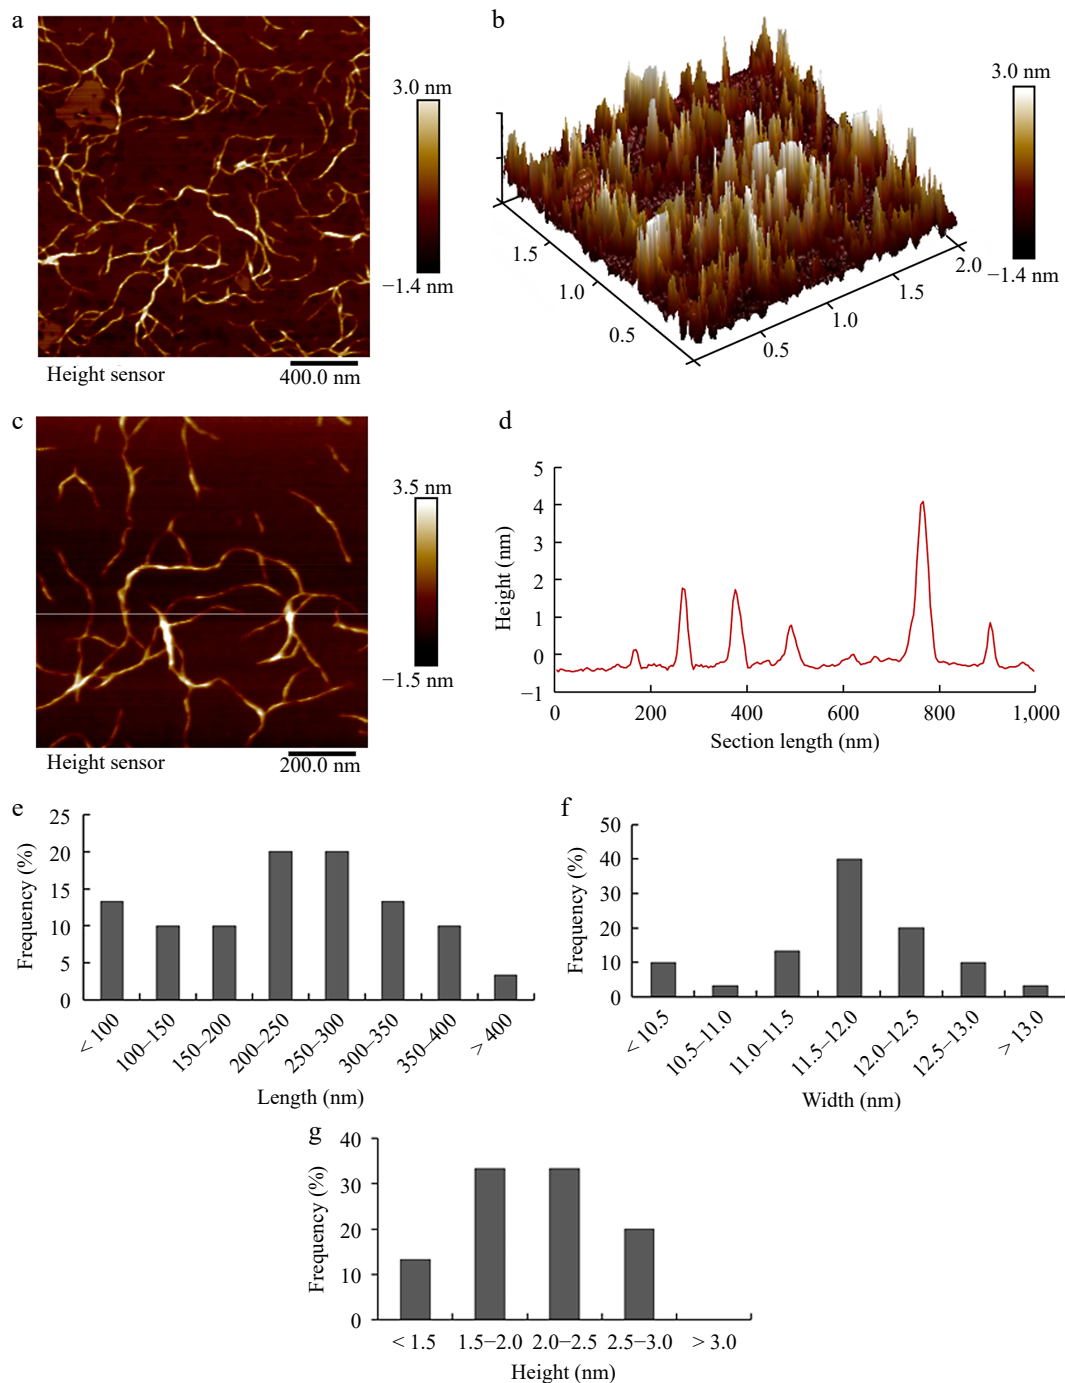 a
3.0 nm
−1.4 nm
Height sensor
400.0 nm
b
3.0 nm
−1.4 nm
1.5
1.0
0.5
0.5
1.0
1.5
2.0
c
3.5 nm
−1.5 nm
Height sensor
200.0 nm
d
Height (nm)
5
4
3
2
1
0
−1
0 200 400 600 800 1,000
Section length (nm)
e
Frequency (%)
25
20
15
10
5
0
< 100 100−150 150−200 200−250 250−300 300−350 350−400 > 400
Length (nm)
f
Frequency (%)
50
40
30
20
10
0
< 10.5 10.5−11.0 11.0−11.5 11.5−12.0 12.0−12.5 12.5−13.0 > 13.0
Width (nm)
g
Frequency (%)
40
30
20
10
0
< 1.5 1.5−2.0 2.0−2.5 2.5−3.0 > 3.0
Height (nm)